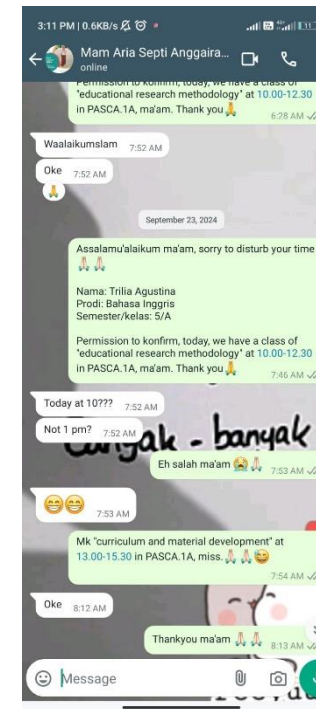 3:11 PM | 0.6KB/s
Mam Aria Septi Anggaira...
online
Permission to konfirm, today, we have a class of
"educational research methodology" at 10.00-12.30
in PASCA.1A, ma'am. Thank you🙏
6:28 AM
Waalaikumslam 7:52 AM
Oke 7:52 AM
🙏
September 23, 2024
Assalamu'alaikum ma'am, sorry to disturb your time
🙏🙏
Nama: Trilia Agustina
Prodi: Bahasa Inggris
Semester/kelas: 5/A
Permission to konfirm, today, we have a class of
"educational research methodology" at 10.00-12.30
in PASCA.1A, ma'am. Thank you🙏
7:46 AM
Today at 10??? 7:52 AM
Not 1 pm? 7:52 AM
- banyak
Eh salah ma'am 😭🙏 7:53 AM
😁😁
7:53 AM
Mk "curriculum and material development" at
13.00-15.30 in PASCA.1A, miss.🙏🙏😅
7:54 AM
Oke 8:12 AM
Thankyou ma'am 🙏🙏 8:13 AM
Message